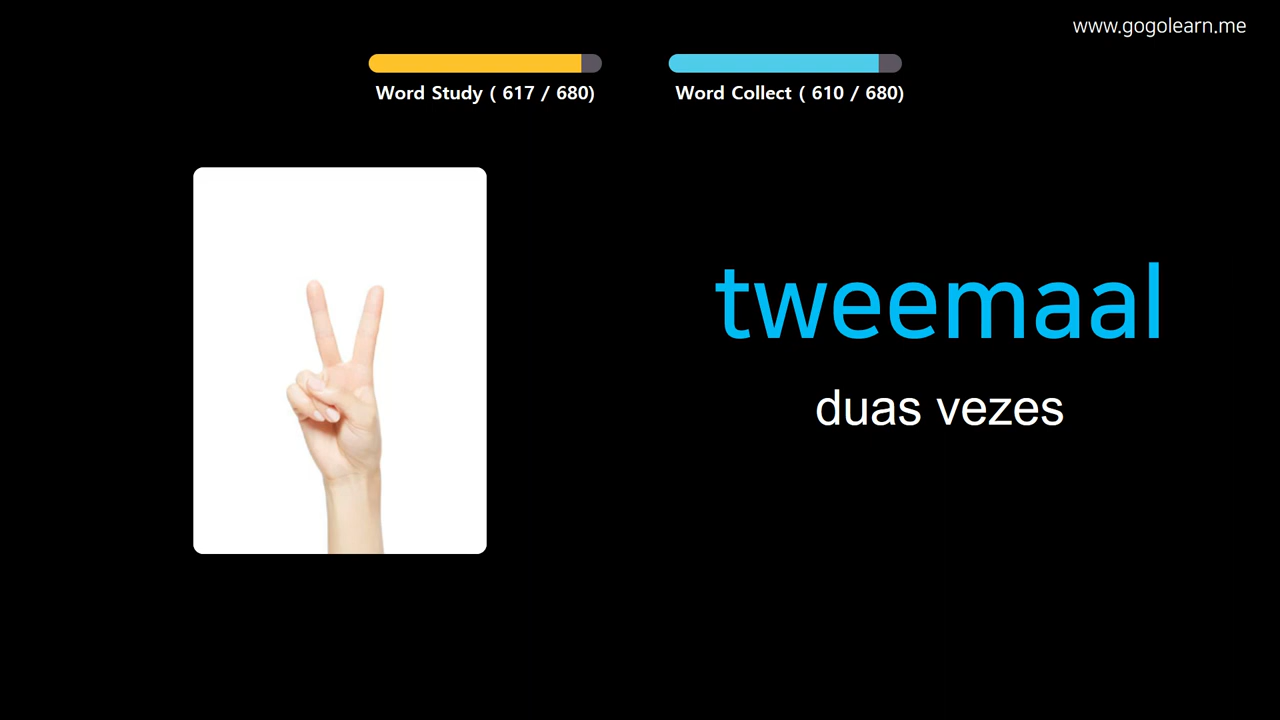 www.gogolearn.me
Word Study ( 617 / 680)
Word Collect ( 610 / 680)
tweemaal
duas vezes